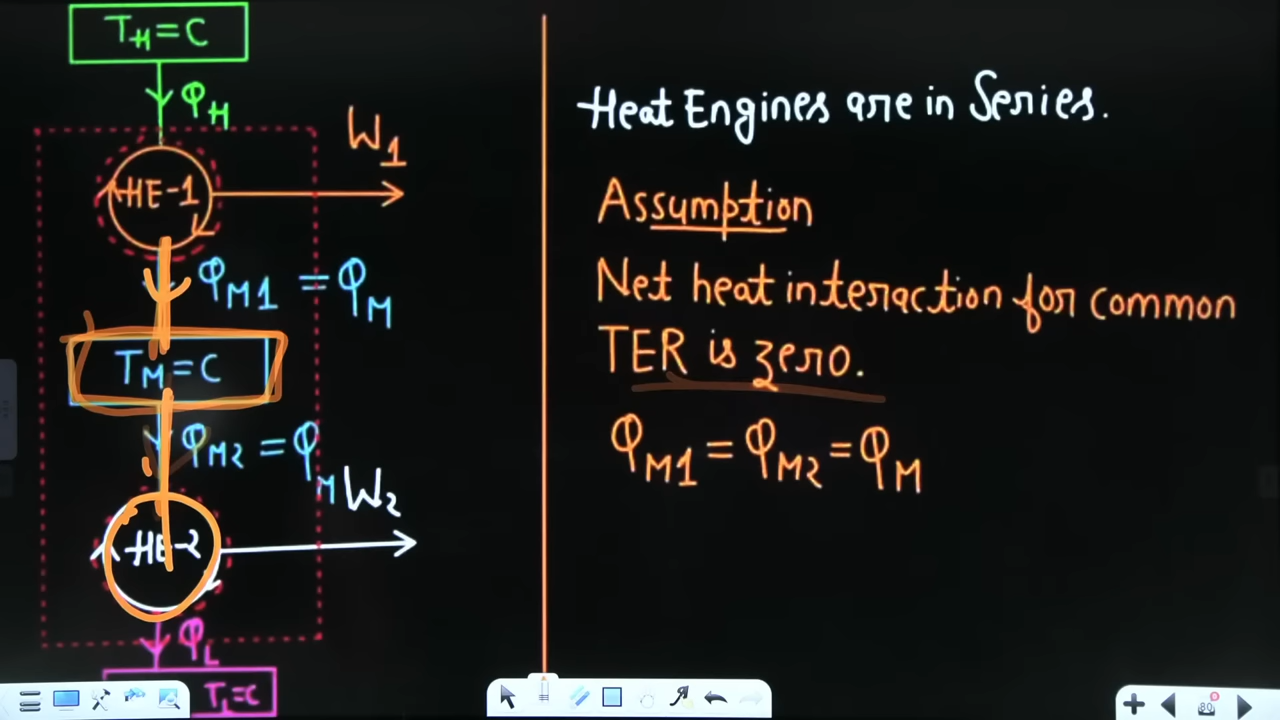 T_H = C
Φ_H
W_1
HE-1
Φ_M1 = Φ_M
T_M = C
Φ_M2 = Φ_M
W_2
HE-2
Φ_L
T_L = C
Heat Engines are in Series.
Assumption
Net heat interaction for common
TER is zero.
Φ_M1 = Φ_M2 = Φ_M
80